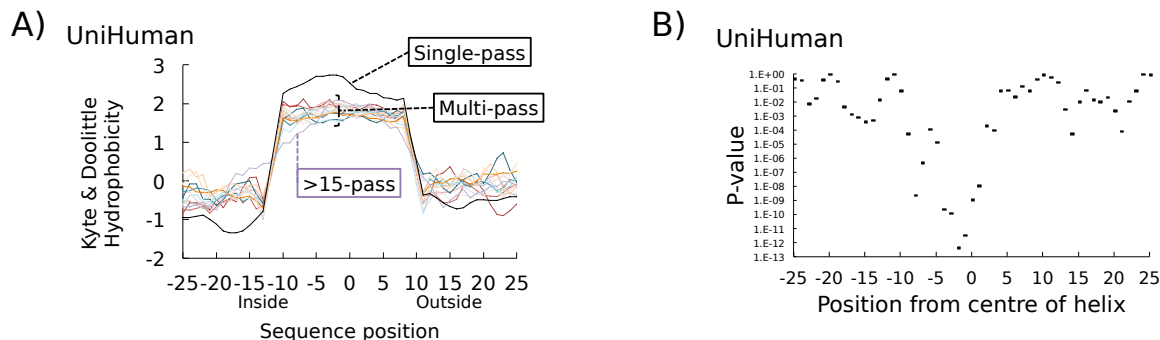 A)
UniHuman
Kyte & Doolittle
Hydrophobicity
3
2
1
0
-1
-2
Single-pass
Multi-pass
>15-pass
-25 -20 -15 -10 -5 0 5 10 15 20 25
Inside Outside
Sequence position
B)
UniHuman
P-value
1.E+00
1.E-01
1.E-02
1.E-03
1.E-04
1.E-05
1.E-06
1.E-07
1.E-08
1.E-09
1.E-10
1.E-11
1.E-12
1.E-13
-25 -20 -15 -10 -5 0 5 10 15 20 25
Position from centre of helix